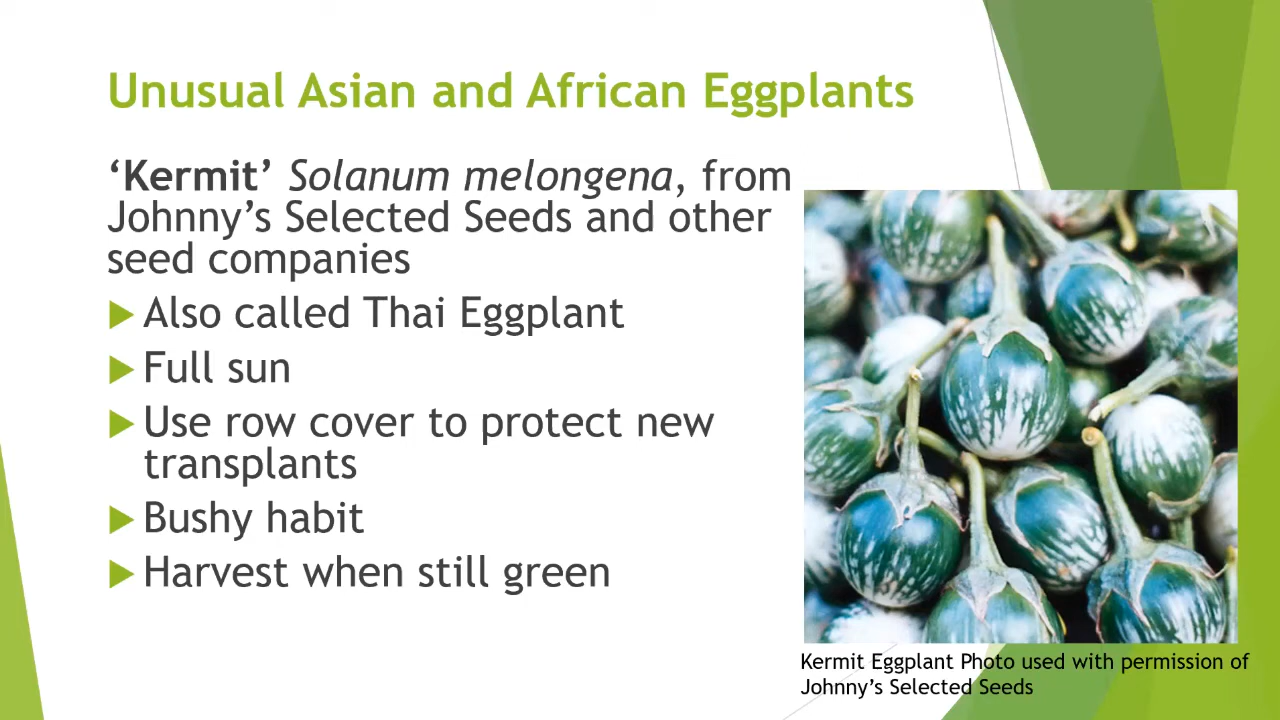 Unusual Asian and African Eggplants
‘Kermit’ Solanum melongena, from
Johnny’s Selected Seeds and other
seed companies
Also called Thai Eggplant
Full sun
Use row cover to protect new
transplants
Bushy habit
Harvest when still green
Kermit Eggplant Photo used with permission of
Johnny’s Selected Seeds